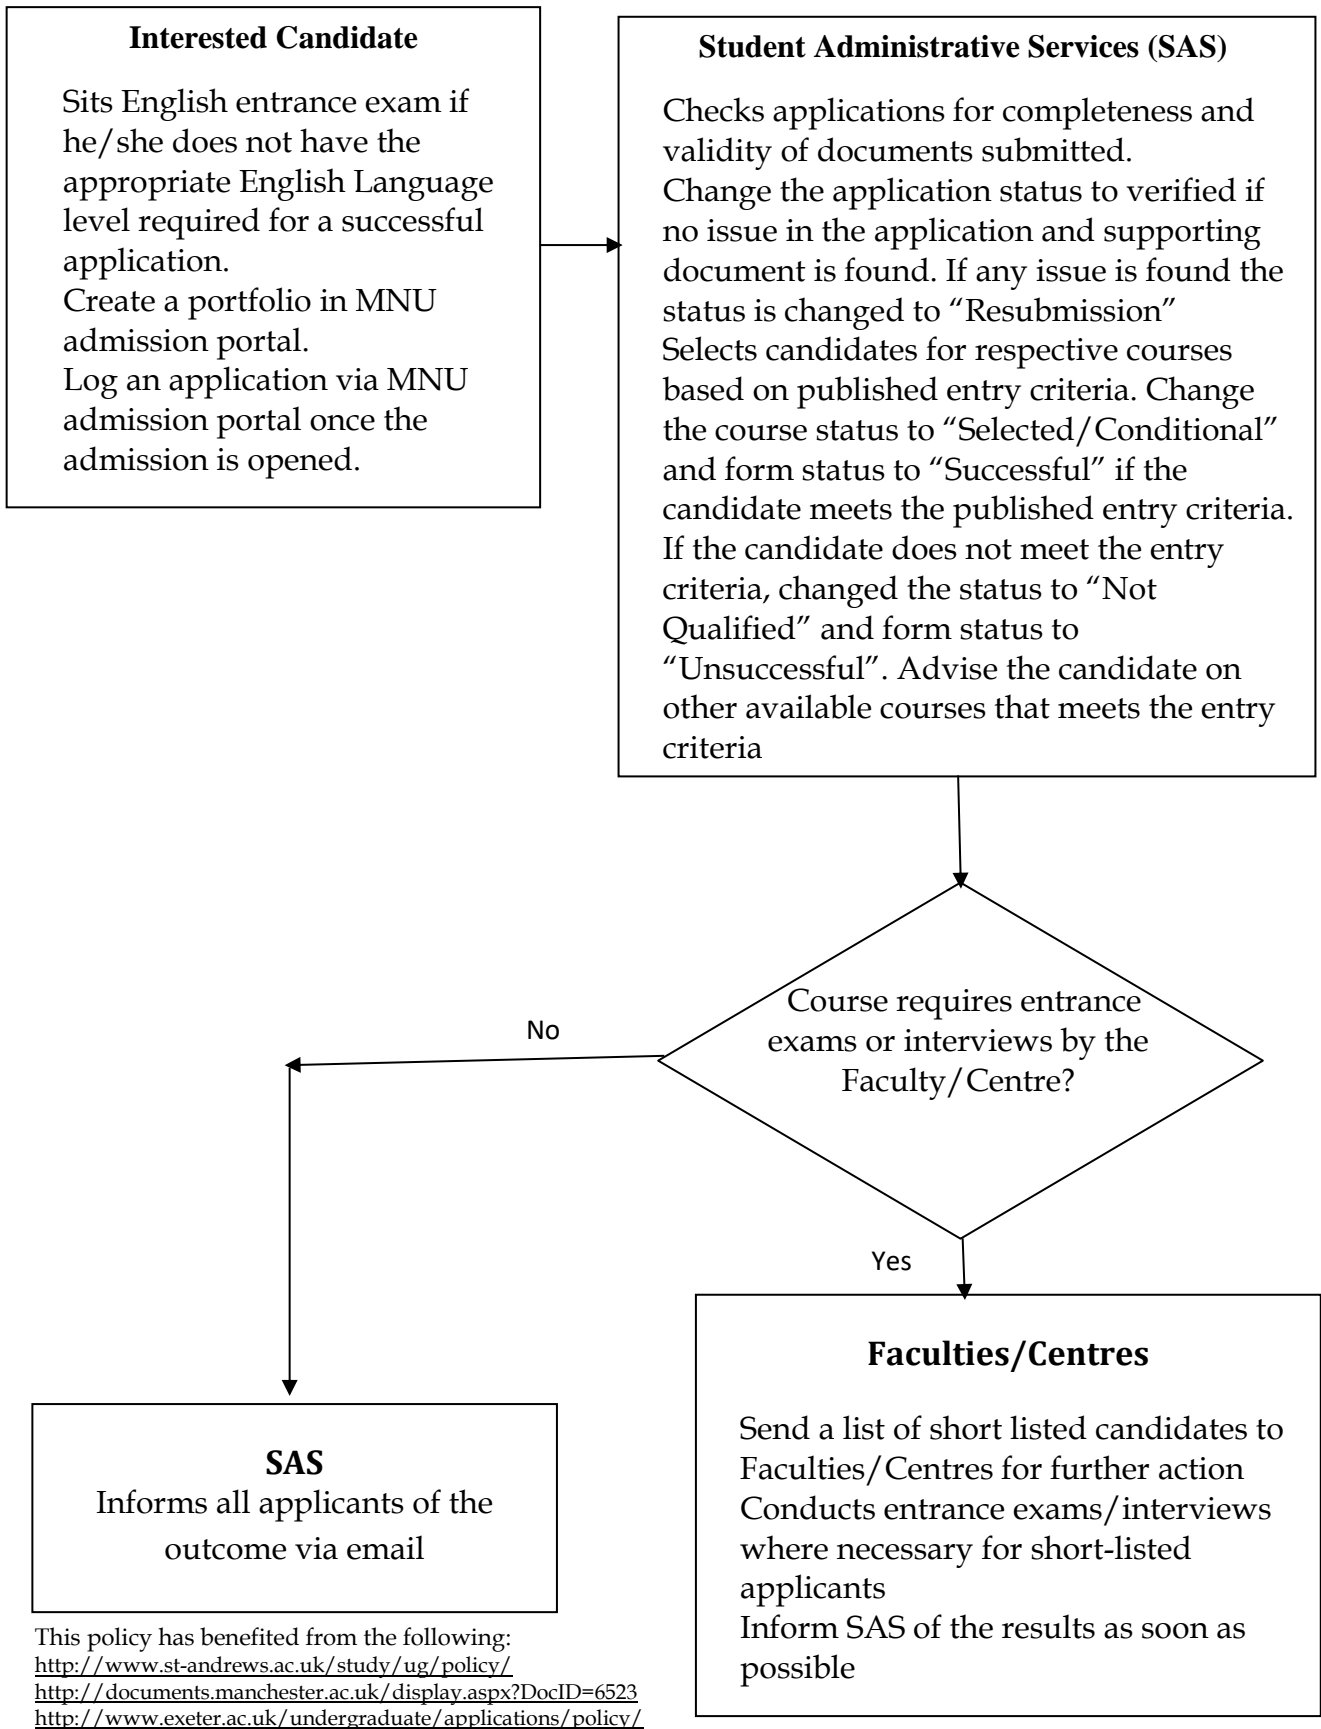 Interested Candidate
Sits English entrance exam if
he/she does not have the
appropriate English Language
level required for a successful
application.
Create a portfolio in MNU
admission portal.
Log an application via MNU
admission portal once the
admission is opened.
Student Administrative Services (SAS)
Checks applications for completeness and
validity of documents submitted.
Change the application status to verified if
no issue in the application and supporting
document is found. If any issue is found the
status is changed to “Resubmission”
Selects candidates for respective courses
based on published entry criteria. Change
the course status to “Selected/Conditional”
and form status to “Successful” if the
candidate meets the published entry criteria.
If the candidate does not meet the entry
criteria, changed the status to “Not
Qualified” and form status to
“Unsuccessful”. Advise the candidate on
other available courses that meets the entry
criteria
Course requires entrance
exams or interviews by the
Faculty/Centre?
No
Yes
SAS
Informs all applicants of the
outcome via email
Faculties/Centres
Send a list of short listed candidates to
Faculties/Centres for further action
Conducts entrance exams/interviews
where necessary for short-listed
applicants
Inform SAS of the results as soon as
possible
This policy has benefited from the following:
http://www.st-andrews.ac.uk/study/ug/policy/
http://documents.manchester.ac.uk/display.aspx?DocID=6523
http://www.exeter.ac.uk/undergraduate/applications/policy/